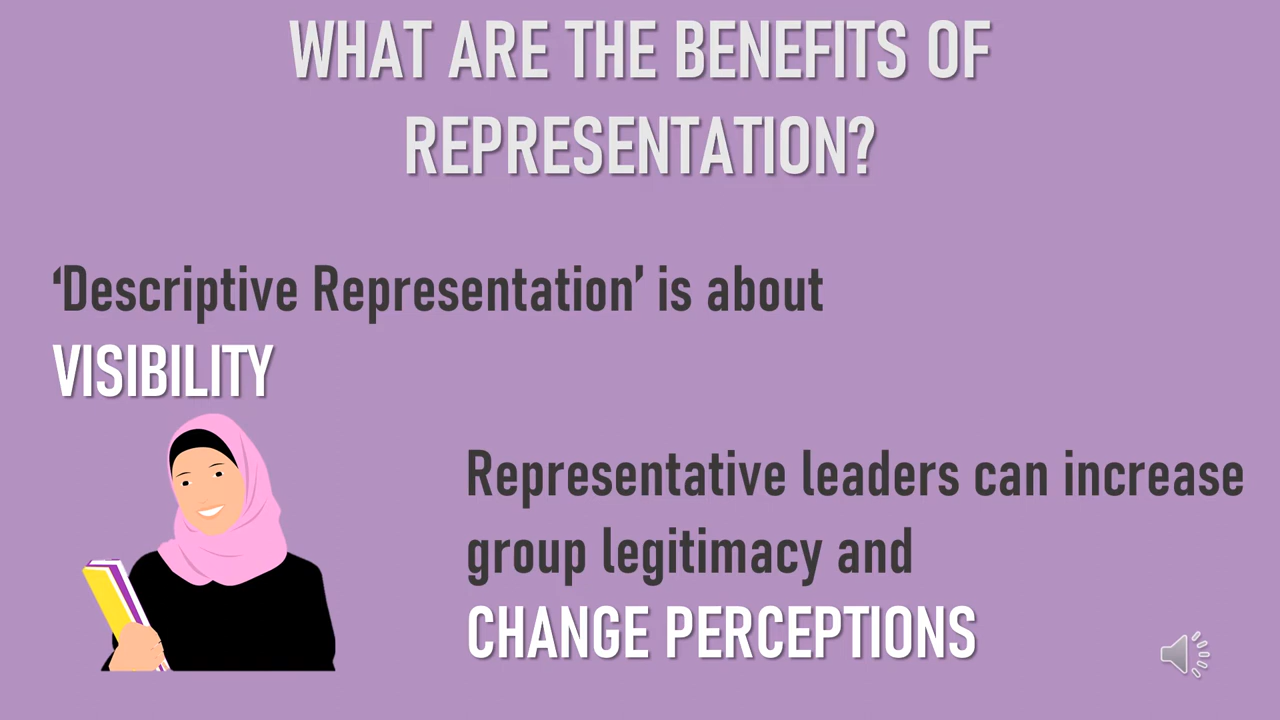 WHAT ARE THE BENEFITS OF
REPRESENTATION?
‘Descriptive Representation’ is about
VISIBILITY
Representative leaders can increase
group legitimacy and
CHANGE PERCEPTIONS